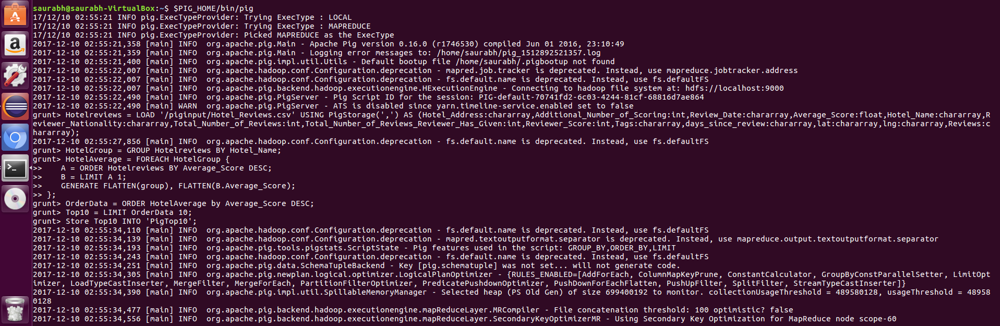 saurabh@saurabh-VirtualBox:~$ $PIG_HOME/bin/pig
17/12/10 02:55:21 INFO pig.ExecTypeProvider: Trying ExecType : LOCAL
17/12/10 02:55:21 INFO pig.ExecTypeProvider: Trying ExecType : MAPREDUCE
17/12/10 02:55:21 INFO pig.ExecTypeProvider: Picked MAPREDUCE as the ExecType
2017-12-10 02:55:21,358 [main] INFO  org.apache.pig.Main - Apache Pig version 0.16.0 (r1746530) compiled Jun 01 2016, 23:10:49
2017-12-10 02:55:21,359 [main] INFO  org.apache.pig.Main - Logging error messages to: /home/saurabh/pig_1512892521357.log
2017-12-10 02:55:21,400 [main] INFO  org.apache.pig.impl.util.Utils - Default bootup file /home/saurabh/.pigbootup not found
2017-12-10 02:55:22,007 [main] INFO  org.apache.hadoop.conf.Configuration.deprecation - mapred.job.tracker is deprecated. Instead, use mapreduce.jobtracker.address
2017-12-10 02:55:22,007 [main] INFO  org.apache.hadoop.conf.Configuration.deprecation - fs.default.name is deprecated. Instead, use fs.defaultFS
2017-12-10 02:55:22,007 [main] INFO  org.apache.pig.backend.hadoop.executionengine.HExecutionEngine - Connecting to hadoop file system at: hdfs://localhost:9000
2017-12-10 02:55:22,490 [main] INFO  org.apache.pig.PigServer - Pig Script ID for the session: PIG-default-70741fd2-6c03-4244-81cf-68816d7ae864
2017-12-10 02:55:22,490 [main] WARN  org.apache.pig.PigServer - ATS is disabled since yarn.timeline-service.enabled set to false
grunt> Hotelreviews = LOAD '/piginput/Hotel_Reviews.csv' USING PigStorage(',') AS (Hotel_Address:chararray,Additional_Number_of_Scoring:int,Review_Date:chararray,Average_Score:float,Hotel_Name:chararray,R
eviewer_Nationality:chararray,Total_Number_of_Reviews:int,Total_Number_of_Reviews_Reviewer_Has_Given:int,Reviewer_Score:int,Tags:chararray,days_since_review:chararray,lat:chararray,lng:chararray,Reviews:c
hararray);
2017-12-10 02:55:27,856 [main] INFO  org.apache.hadoop.conf.Configuration.deprecation - fs.default.name is deprecated. Instead, use fs.defaultFS
grunt> HotelGroup = GROUP Hotelreviews BY Hotel_Name;
grunt> HotelAverage = FOREACH HotelGroup {
>>    A = ORDER Hotelreviews BY Average_Score DESC;
>>    B = LIMIT A 1;
>>    GENERATE FLATTEN(group), FLATTEN(B.Average_Score);
>> };
grunt> OrderData = ORDER HotelAverage by Average_Score DESC;
grunt> Top10 = LIMIT OrderData 10;
grunt> Store Top10 INTO 'PigTop10';
2017-12-10 02:55:34,110 [main] INFO  org.apache.hadoop.conf.Configuration.deprecation - fs.default.name is deprecated. Instead, use fs.defaultFS
2017-12-10 02:55:34,139 [main] INFO  org.apache.hadoop.conf.Configuration.deprecation - mapred.textoutputformat.separator is deprecated. Instead, use mapreduce.output.textoutputformat.separator
2017-12-10 02:55:34,193 [main] INFO  org.apache.pig.tools.pigstats.ScriptState - Pig features used in the script: GROUP_BY,ORDER_BY,LIMIT
2017-12-10 02:55:34,243 [main] INFO  org.apache.hadoop.conf.Configuration.deprecation - fs.default.name is deprecated. Instead, use fs.defaultFS
2017-12-10 02:55:34,251 [main] INFO  org.apache.pig.data.SchemaTupleBackend - Key [pig.schematuple] was not set... will not generate code.
2017-12-10 02:55:34,305 [main] INFO  org.apache.pig.newplan.logical.optimizer.LogicalPlanOptimizer - {RULES_ENABLED=[AddForEach, ColumnMapKeyPrune, ConstantCalculator, GroupByConstParallelSetter, LimitOpt
imizer, LoadTypeCastInserter, MergeFilter, MergeForEach, PartitionFilterOptimizer, PredicatePushdownOptimizer, PushDownForEachFlatten, PushUpFilter, SplitFilter, StreamTypeCastInserter]}
2017-12-10 02:55:34,390 [main] INFO  org.apache.pig.impl.util.SpillableMemoryManager - Selected heap (PS Old Gen) of size 699400192 to monitor. collectionUsageThreshold = 489580128, usageThreshold = 48958
0128
2017-12-10 02:55:34,477 [main] INFO  org.apache.pig.backend.hadoop.executionengine.mapReduceLayer.MRCompiler - File concatenation threshold: 100 optimistic? false
2017-12-10 02:55:34,556 [main] INFO  org.apache.pig.backend.hadoop.executionengine.mapReduceLayer.SecondaryKeyOptimizerMR - Using Secondary Key Optimization for MapReduce node scope-60